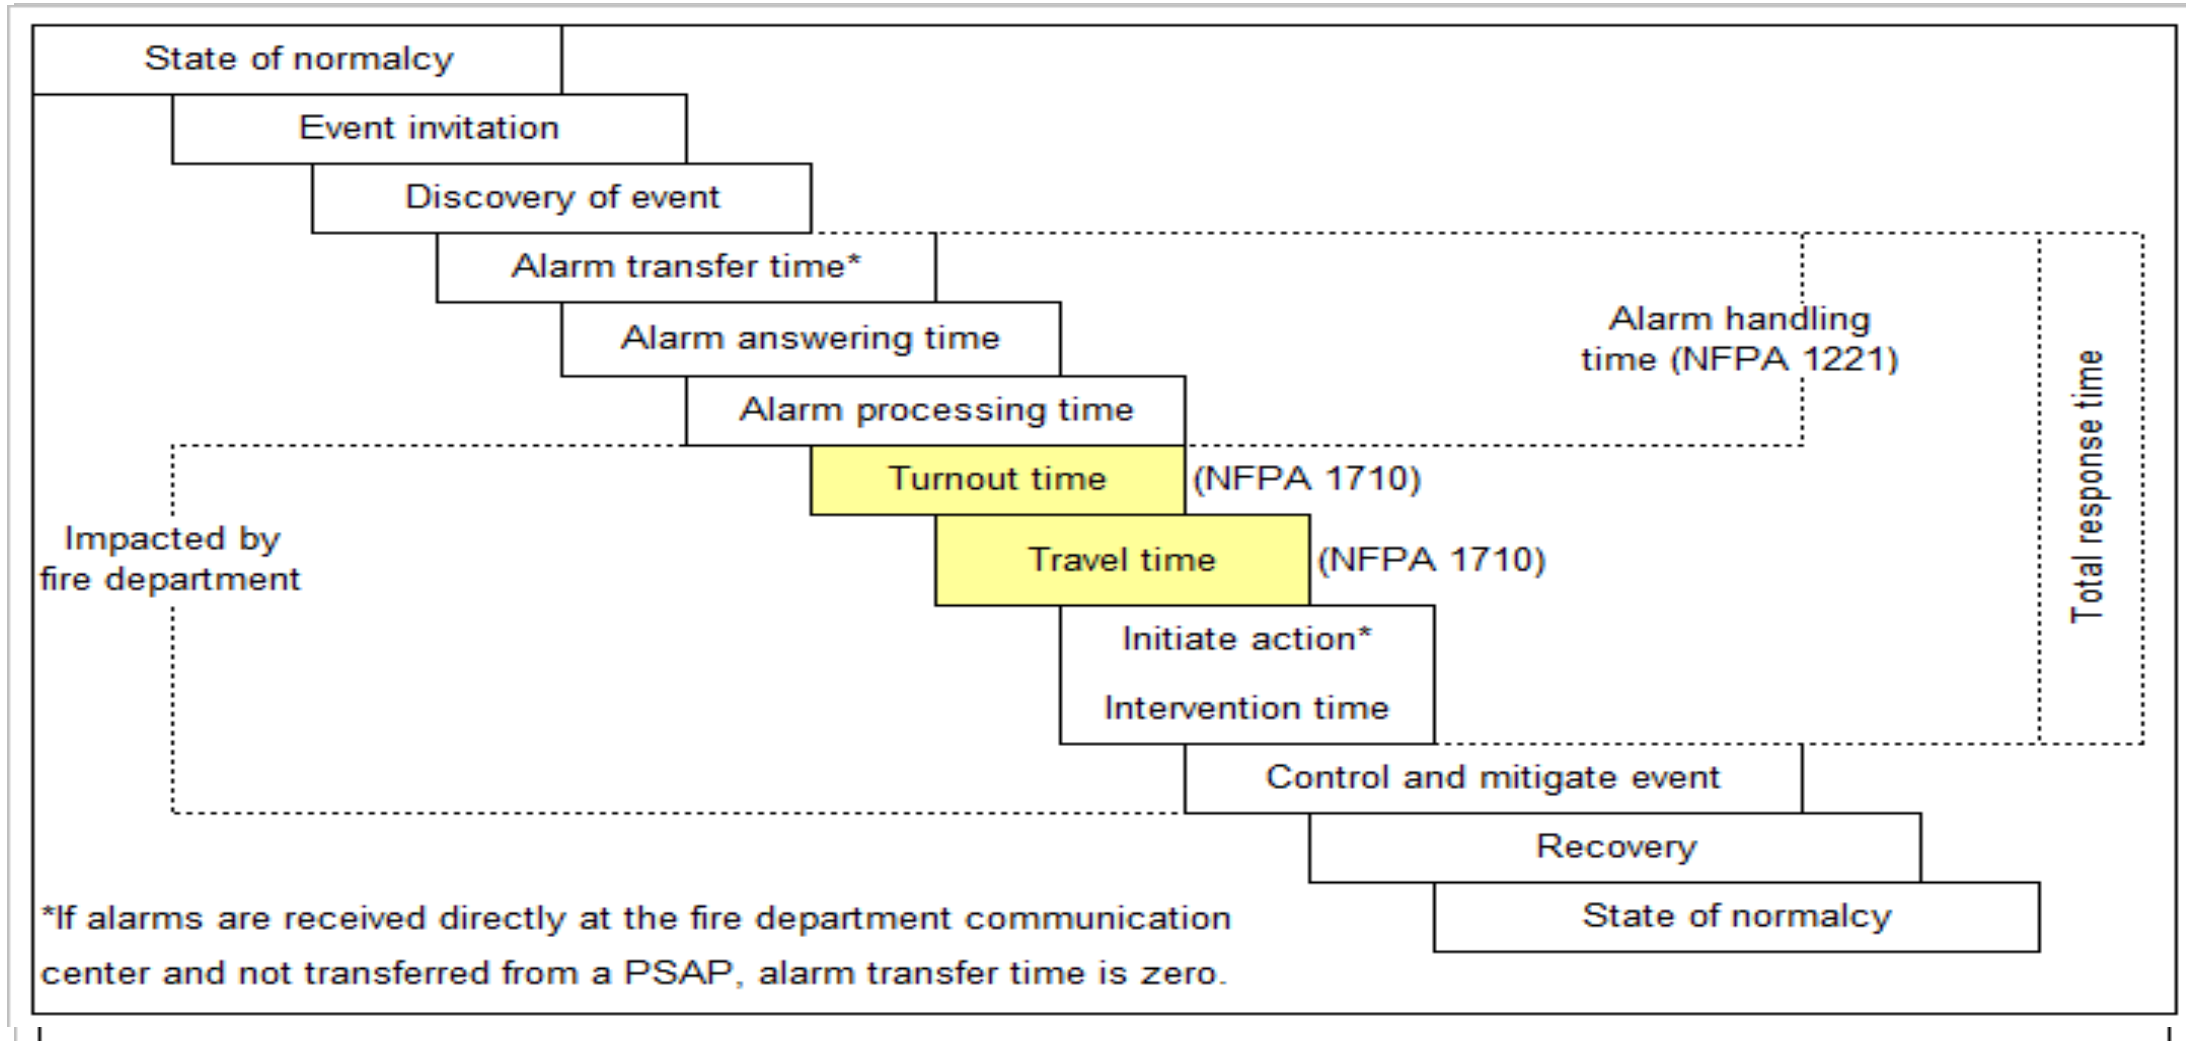 State of normalcy
Event invitation
Discovery of event
Alarm transfer time*
Alarm answering time
Alarm handling
time (NFPA 1221)
Alarm processing time
Total response time
Turnout time (NFPA 1710)
Impacted by
fire department
Travel time (NFPA 1710)
Initiate action*
Intervention time
Control and mitigate event
Recovery
State of normalcy
*If alarms are received directly at the fire department communication
center and not transferred from a PSAP, alarm transfer time is zero.